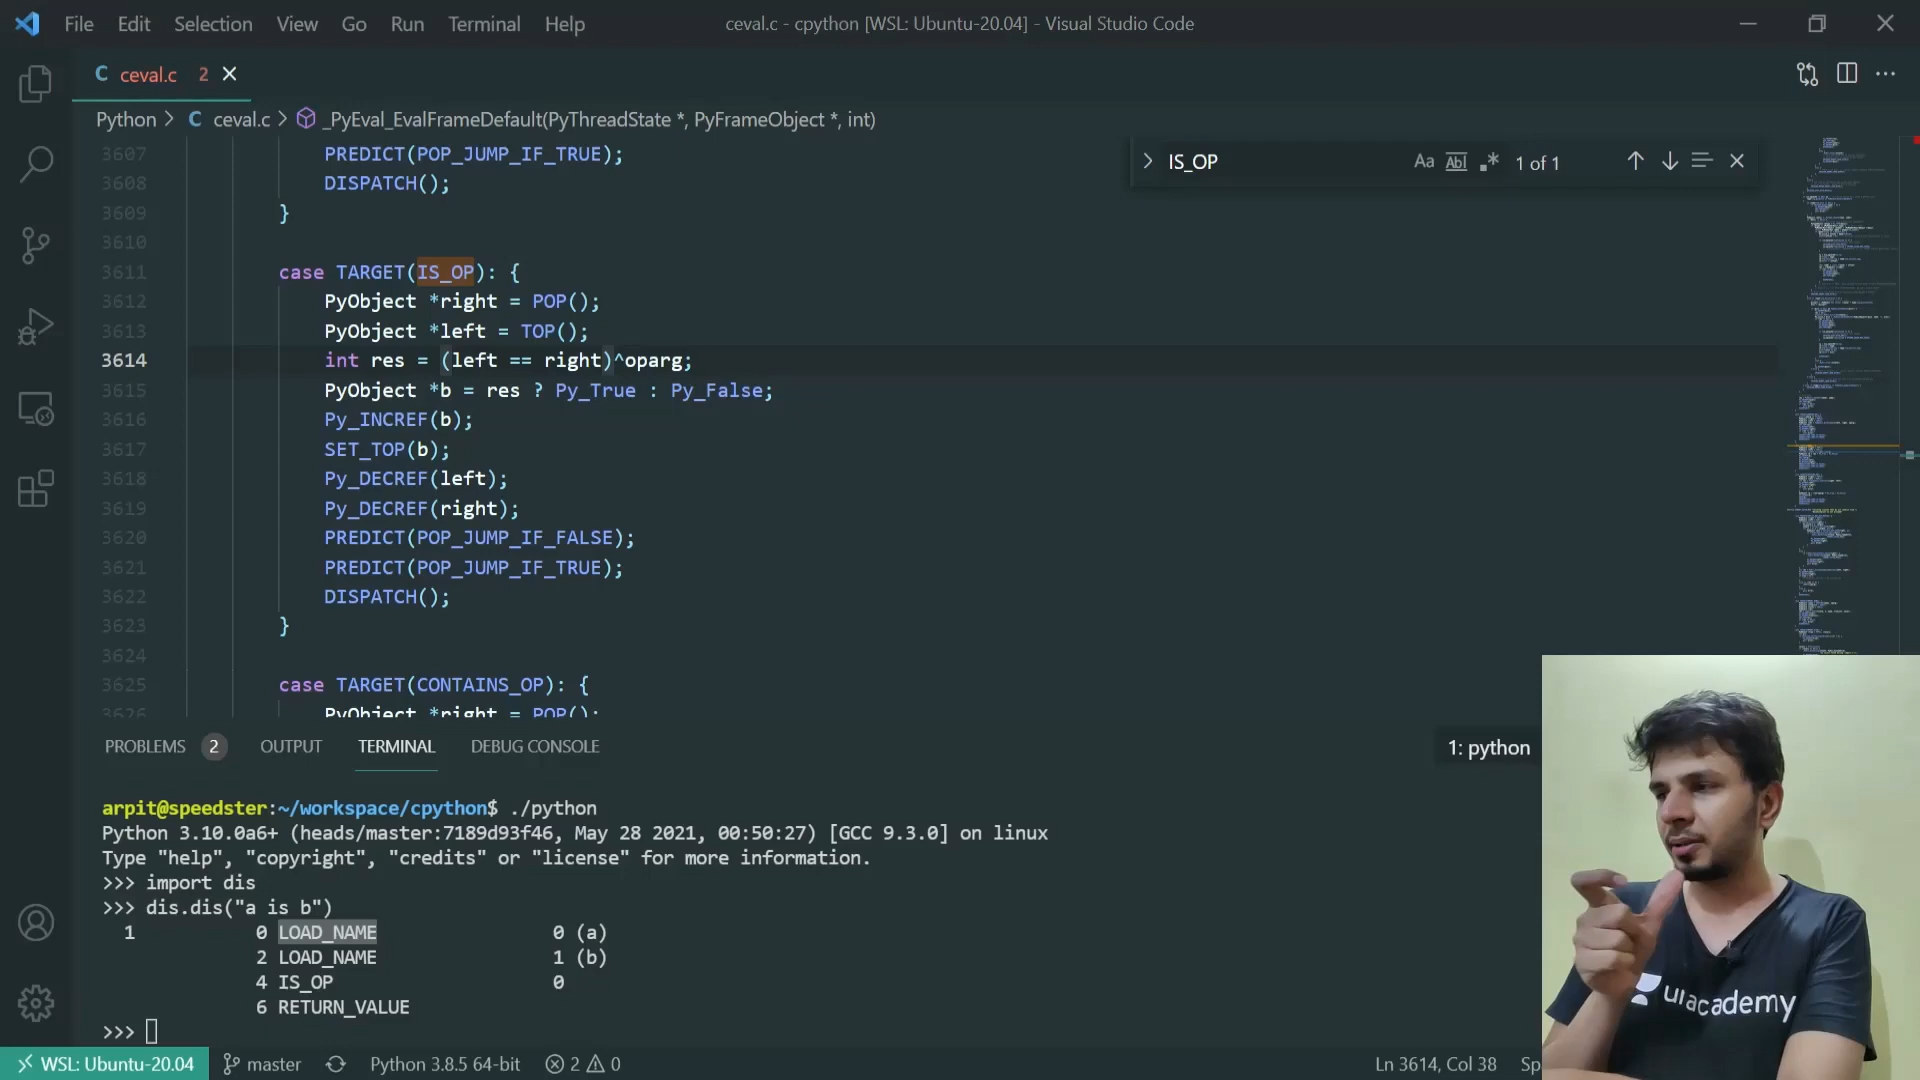 File Edit Selection View Go Run Terminal Help
ceval.c - cpython [WSL: Ubuntu-20.04] - Visual Studio Code
C ceval.c 2
Python > C ceval.c > _PyEval_EvalFrameDefault(PyThreadState *, PyFrameObject *, int)
IS_OP Aa Abl .* 1 of 1
3607 PREDICT(POP_JUMP_IF_TRUE);
3608 DISPATCH();
3609 }
3610
3611 case TARGET(IS_OP): {
3612 PyObject *right = POP();
3613 PyObject *left = TOP();
3614 int res = (left == right)^oparg;
3615 PyObject *b = res ? Py_True : Py_False;
3616 Py_INCREF(b);
3617 SET_TOP(b);
3618 Py_DECREF(left);
3619 Py_DECREF(right);
3620 PREDICT(POP_JUMP_IF_FALSE);
3621 PREDICT(POP_JUMP_IF_TRUE);
3622 DISPATCH();
3623 }
3624
3625 case TARGET(CONTAINS_OP): {
3626 PyObject *right = POP();
PROBLEMS 2 OUTPUT TERMINAL DEBUG CONSOLE
1: python
arpit@speedster:~/workspace/cpython$ ./python
Python 3.10.0a6+ (heads/master:7189d93f46, May 28 2021, 00:50:27) [GCC 9.3.0] on linux
Type "help", "copyright", "credits" or "license" for more information.
>>> import dis
>>> dis.dis("a is b")
1 0 LOAD_NAME 0 (a)
2 LOAD_NAME 1 (b)
4 IS_OP 0
6 RETURN_VALUE
>>>
WSL: Ubuntu-20.04 master Python 3.8.5 64-bit 2 0
Ln 3614, Col 38